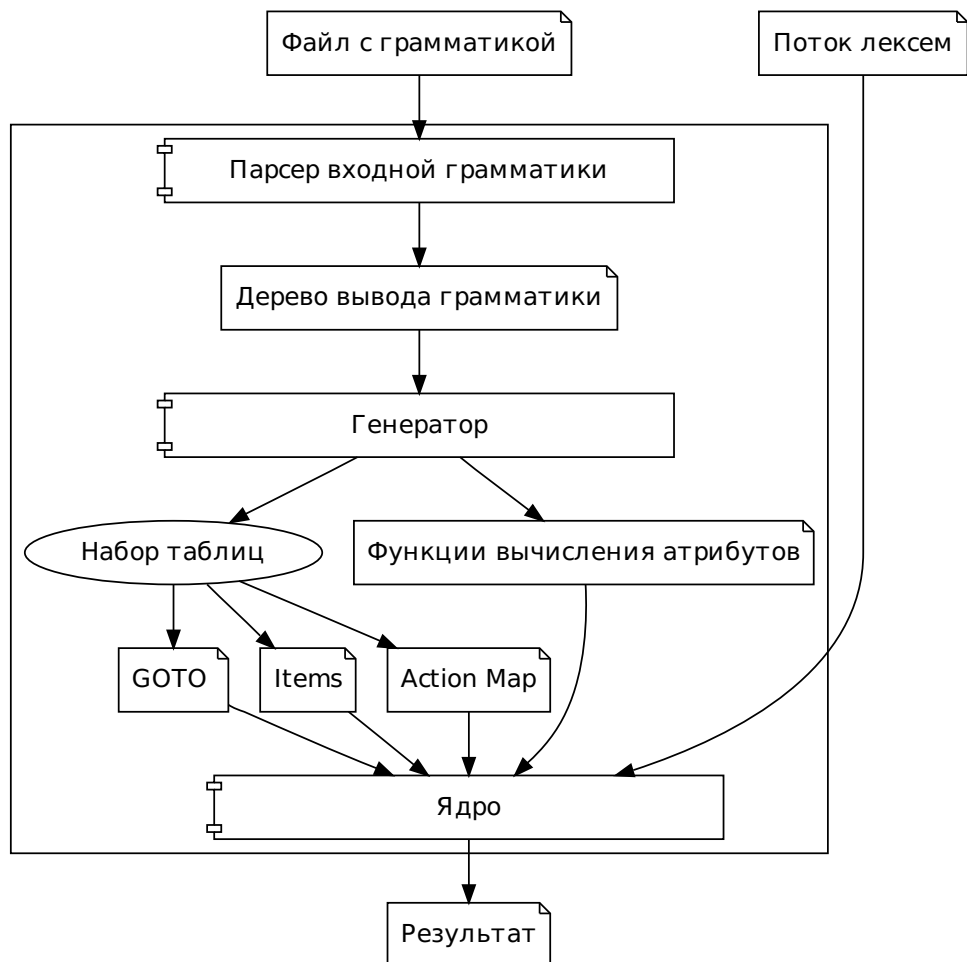 Файл с грамматикой
Поток лексем
Парсер входной грамматики
Дерево вывода грамматики
Генератор
Набор таблиц
Функции вычисления атрибутов
GOTO
Items
Action Map
Ядро
Результат